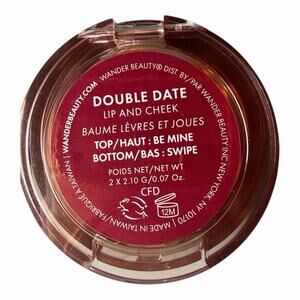 WANDERBEAUTY.COM WANDER BEAUTY® DIST. BY/PAR WANDER BEAUTY INC. NEW YORK, NY 10170 | MADE IN TAIWAN/FABRIQUÉ À TAIWAN |
DOUBLE DATE
LIP AND CHEEK
BAUME LÈVRES ET JOUES
TOP/HAUT : BE MINE
BOTTOM/BAS : SWIPE
POIDS NET/NET WT
2 X 2.10 G/0.07 Oz.
CFD
12M